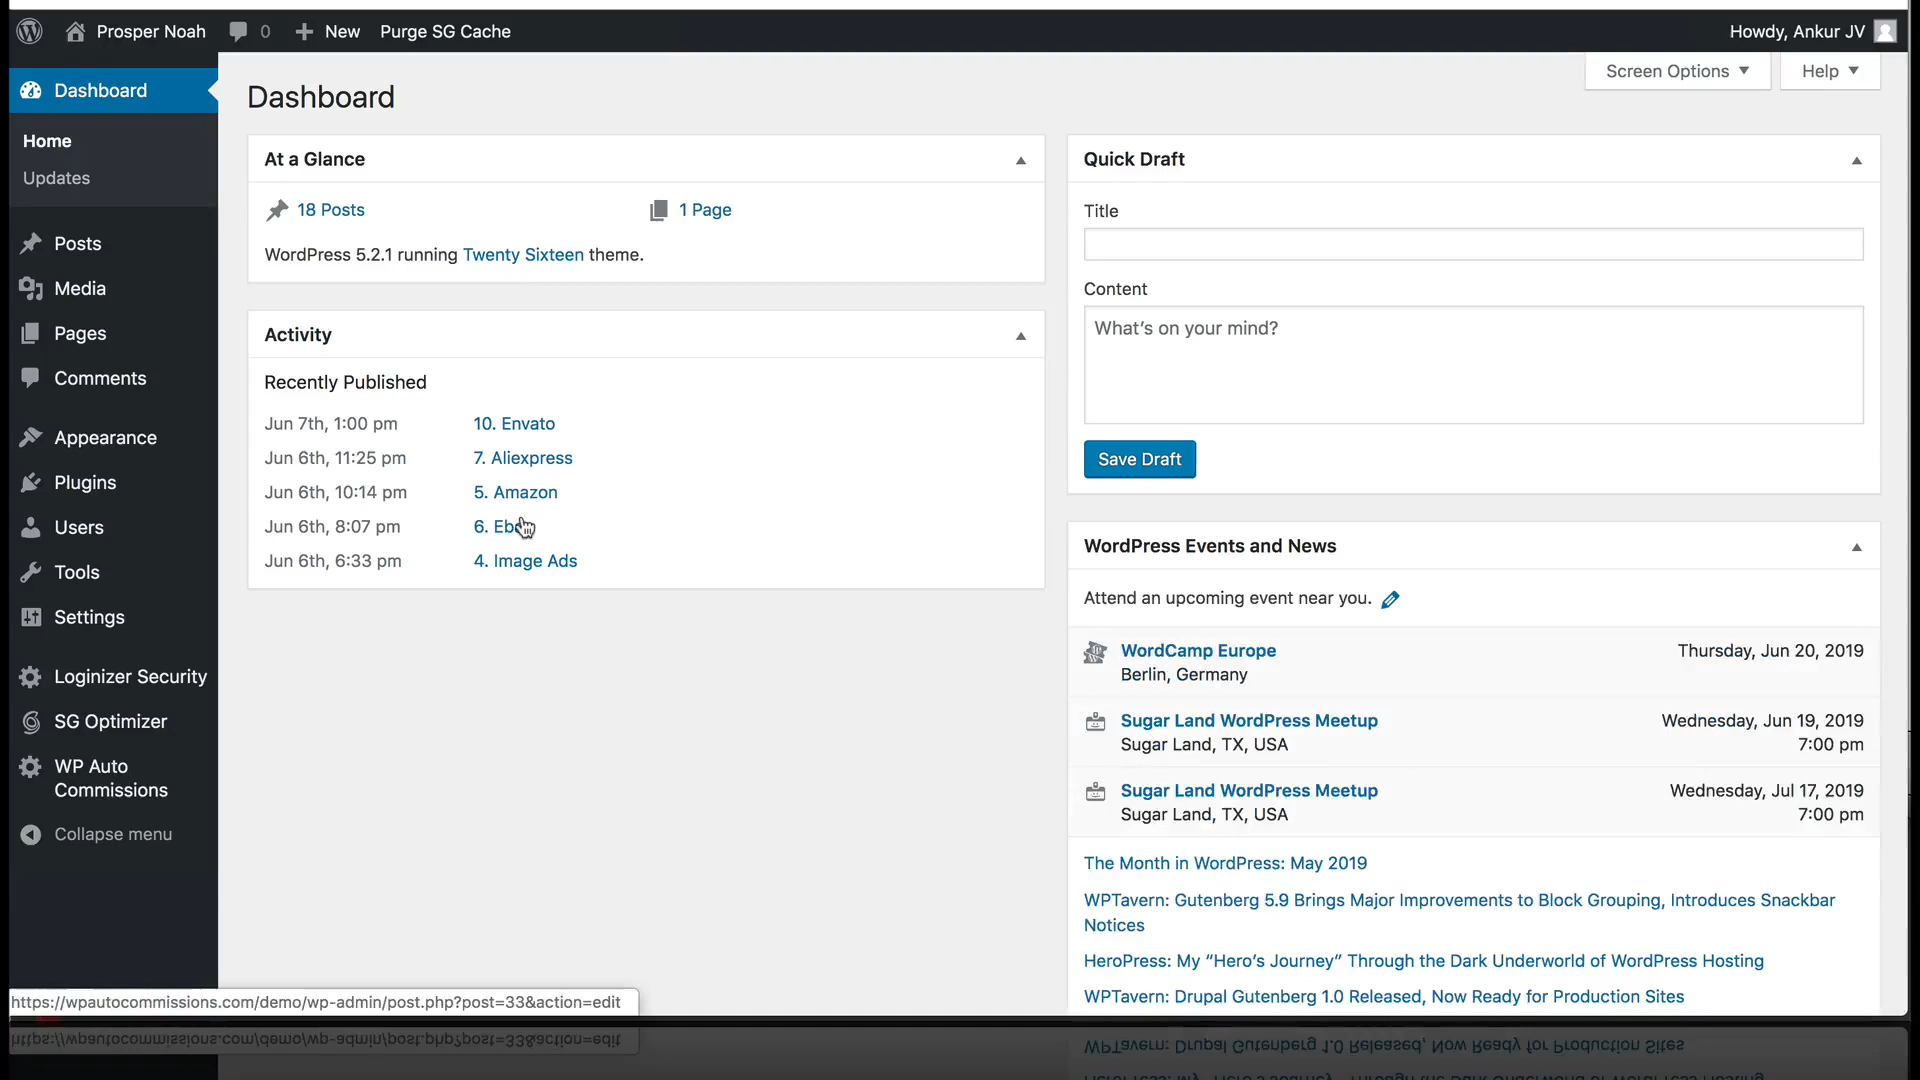 Prosper Noah 0 New Purge SG Cache Howdy, Ankur JV
Screen Options Help
Dashboard
Home
Updates
Posts
Media
Pages
Comments
Appearance
Plugins
Users
Tools
Settings
Loginizer Security
SG Optimizer
WP Auto
Commissions
Collapse menu
Dashboard
At a Glance
18 Posts 1 Page
WordPress 5.2.1 running Twenty Sixteen theme.
Activity
Recently Published
Jun 7th, 1:00 pm 10. Envato
Jun 6th, 11:25 pm 7. Aliexpress
Jun 6th, 10:14 pm 5. Amazon
Jun 6th, 8:07 pm 6.
Jun 6th, 6:33 pm 4. Image Ads
Quick Draft
Title
Content
What's on your mind?
Save Draft
WordPress Events and News
Attend an upcoming event near you.
WordCamp Europe Thursday, Jun 20, 2019
Berlin, Germany
Sugar Land WordPress Meetup Wednesday, Jun 19, 2019
Sugar Land, TX, USA 7:00 pm
Sugar Land WordPress Meetup Wednesday, Jul 17, 2019
Sugar Land, TX, USA 7:00 pm
The Month in WordPress: May 2019
WPTavern: Gutenberg 5.9 Brings Major Improvements to Block Grouping, Introduces Snackbar
Notices
HeroPress: My “Hero’s Journey” Through the Dark Underworld of WordPress Hosting
WPTavern: Drupal Gutenberg 1.0 Released, Now Ready for Production Sites
https://wpautocommissions.com/demo/wp-admin/post.php?post=33&action=edit